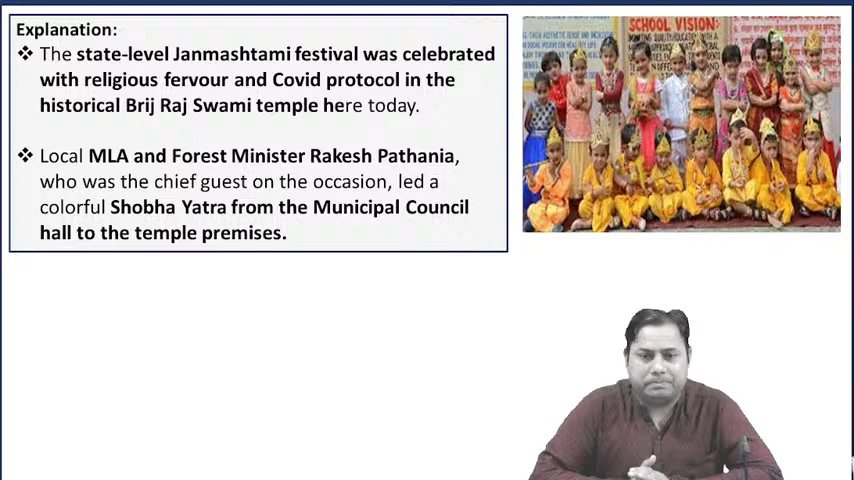 Explanation:
❖ The state-level Janmashtami festival was celebrated
with religious fervour and Covid protocol in the
historical Brij Raj Swami temple here today.
❖ Local MLA and Forest Minister Rakesh Pathania,
who was the chief guest on the occasion, led a
colorful Shobha Yatra from the Municipal Council
hall to the temple premises.
SCHOOL VISION: